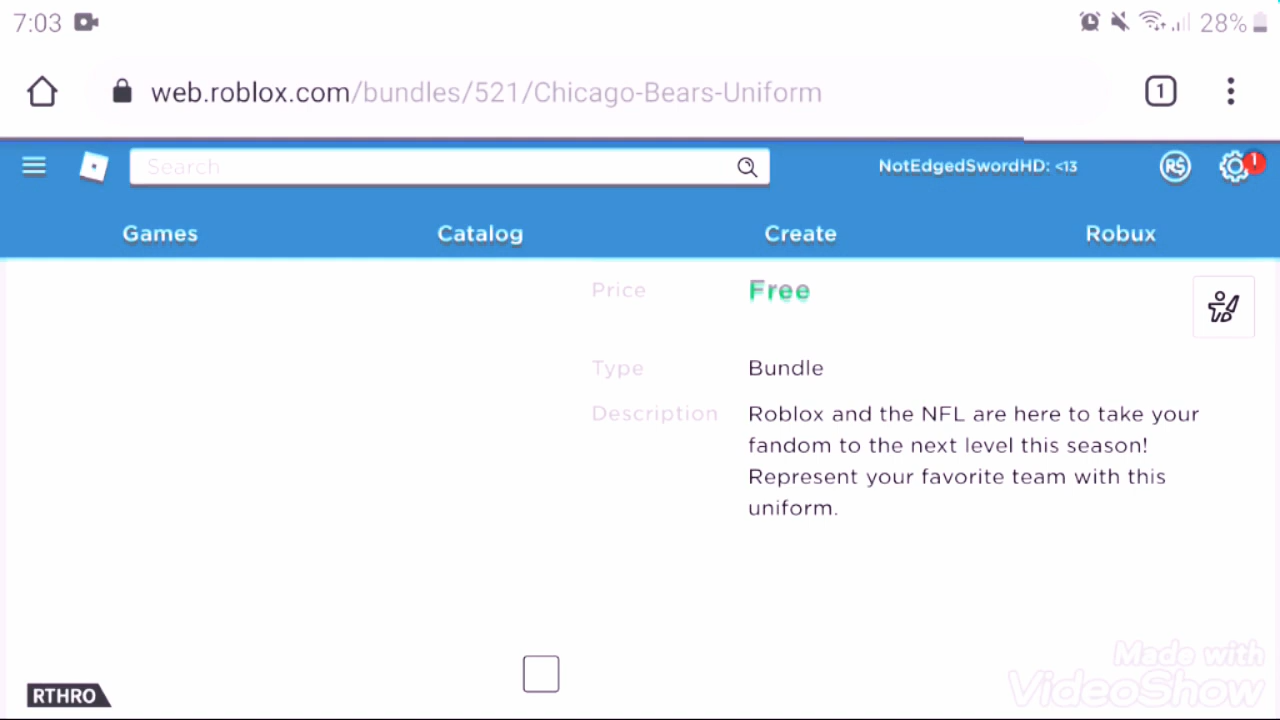 7:03
28%
web.roblox.com/bundles/521/Chicago-Bears-Uniform
1
Search
NotEdgedSwordHD: <13
R$
1
Games
Catalog
Create
Robux
Price
Free
Type
Bundle
Description
Roblox and the NFL are here to take your
fandom to the next level this season!
Represent your favorite team with this
uniform.
RTHRO
Made with
VideoShow